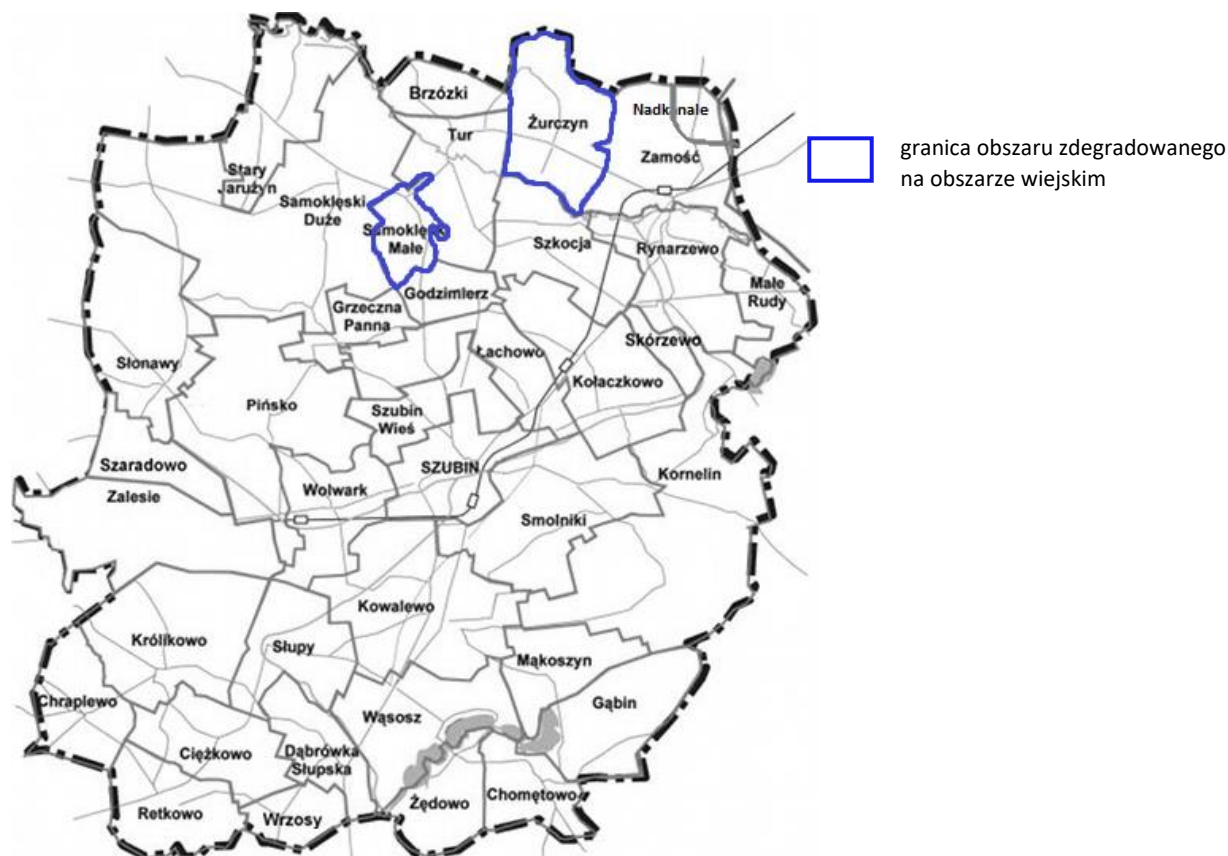 Brzózki
Żurczyn
Nadkanale
Tur
Zamość
Stary
Jarużyn
Samoklęski
Duże
Samoklęski
Małe
Szkocja
Rynarzewo
Małe
Rudy
Godzimierz
Grzeczna
Panna
Skórzewo
Łachowo
Słonawy
Kołaczkowo
Pińsko
Szubin
Wieś
Szaradowo
SZUBIN
Kornelin
Zalesie
Wolwark
Smolniki
Kowalewo
Królikowo
Słupy
Mąkoszyn
Chraplewo
Gąbin
Wąsosz
Ciężkowo
Dąbrówka
Słupska
Żędowo
Chomętowo
Retkowo
Wrzosy
granica obszaru zdegradowanego
na obszarze wiejskim